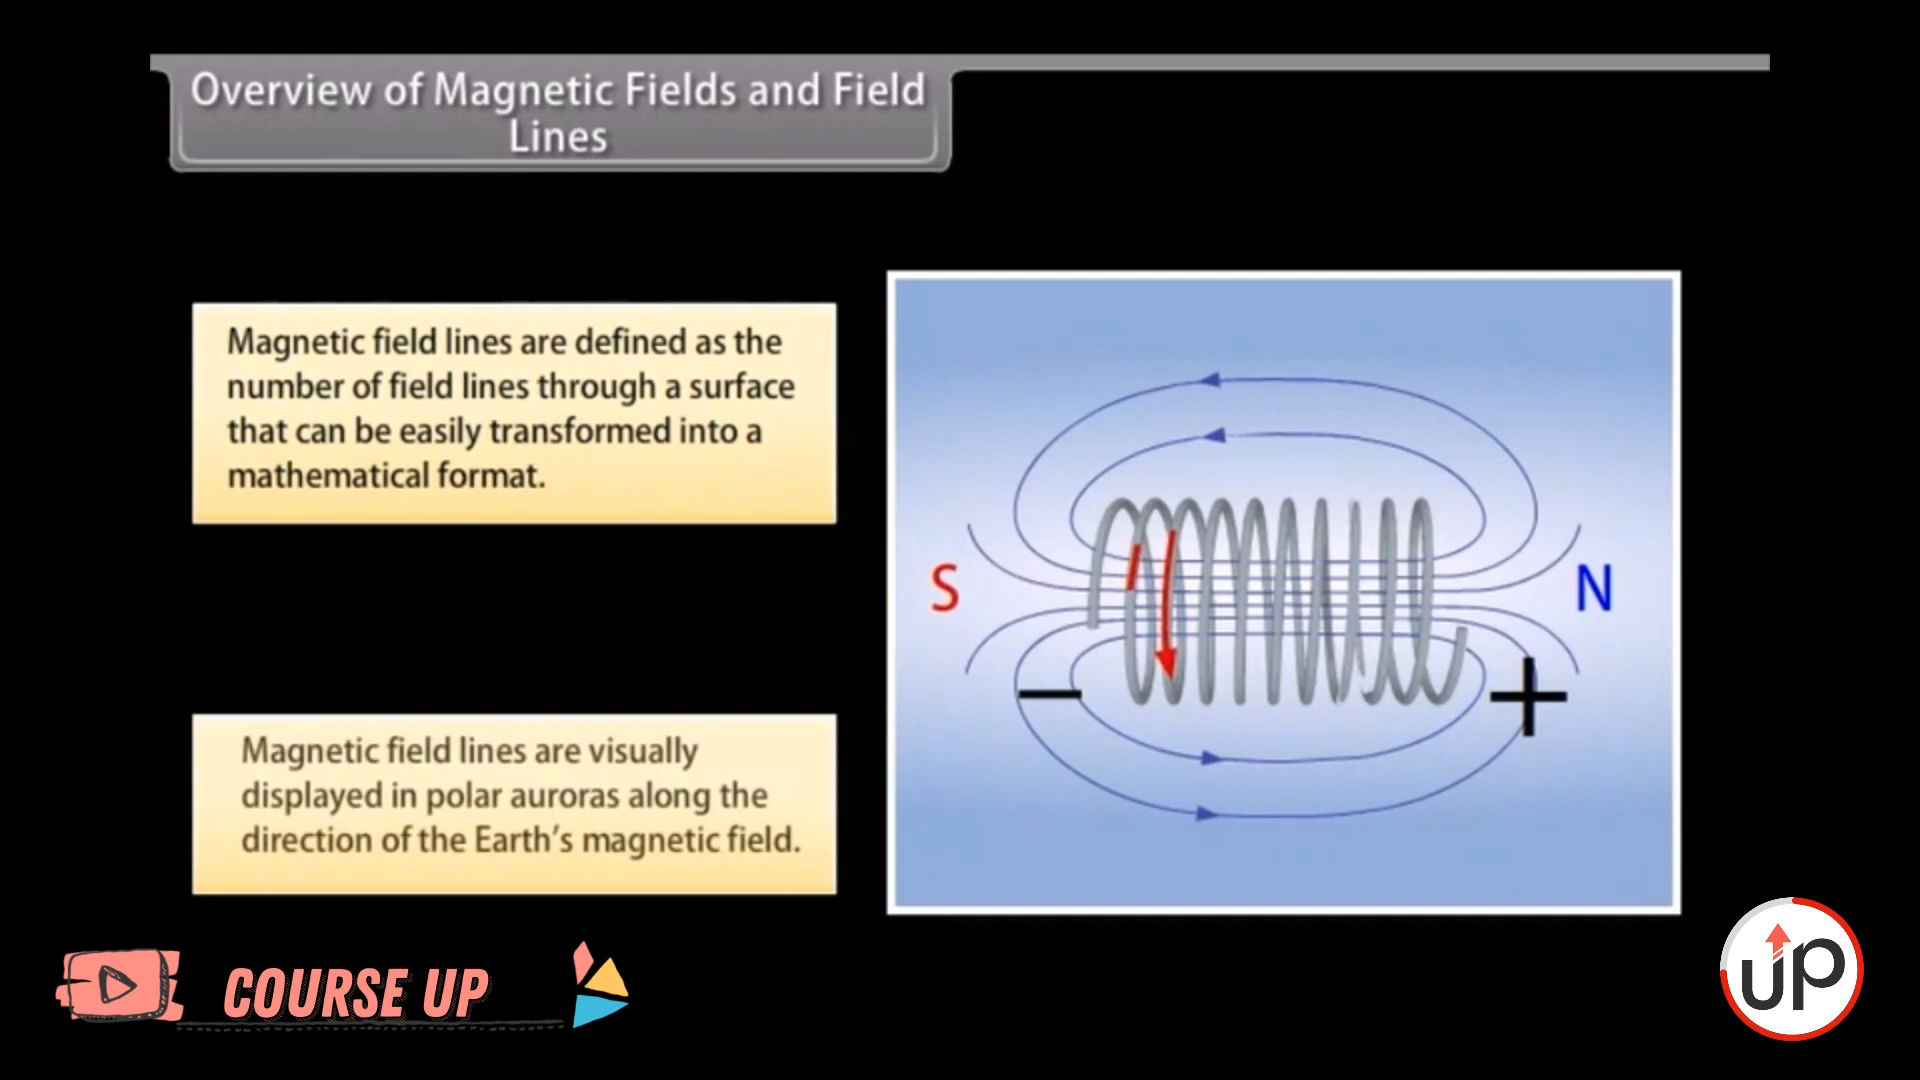 Overview of Magnetic Fields and Field
Lines
Magnetic field lines are defined as the
number of field lines through a surface
that can be easily transformed into a
mathematical format.
Magnetic field lines are visually
displayed in polar auroras along the
direction of the Earth's magnetic field.
S
N
–
+
COURSE UP
UP